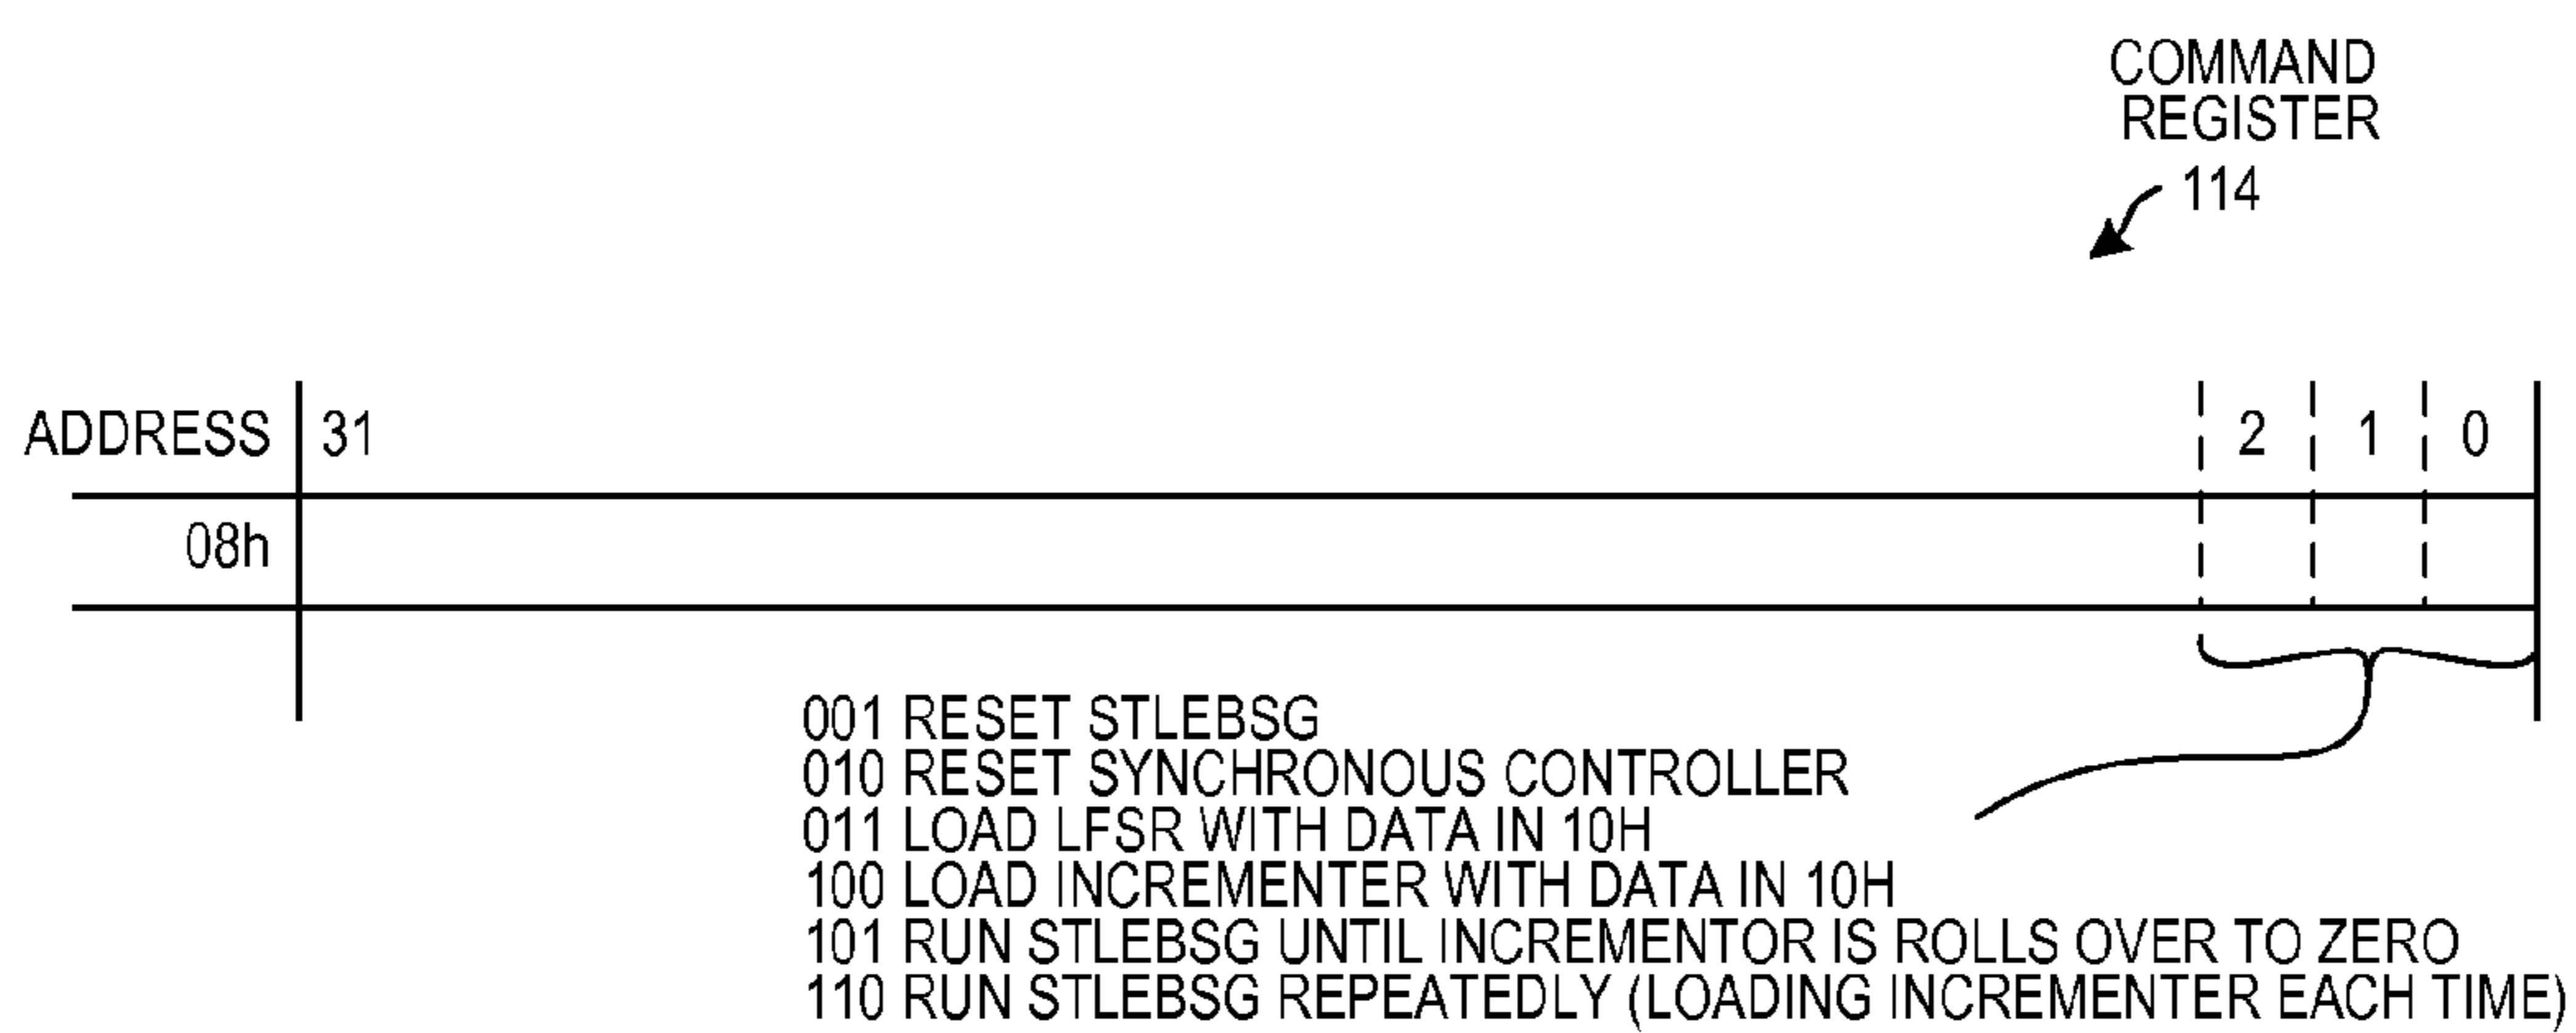 COMMAND
REGISTER
114
ADDRESS 31 2 1 0
08h
001 RESET STLEBSG
010 RESET SYNCHRONOUS CONTROLLER
011 LOAD LFSR WITH DATA IN 10H
100 LOAD INCREMENTER WITH DATA IN 10H
101 RUN STLEBSG UNTIL INCREMENTOR IS ROLLS OVER TO ZERO
110 RUN STLEBSG REPEATEDLY (LOADING INCREMENTER EACH TIME)